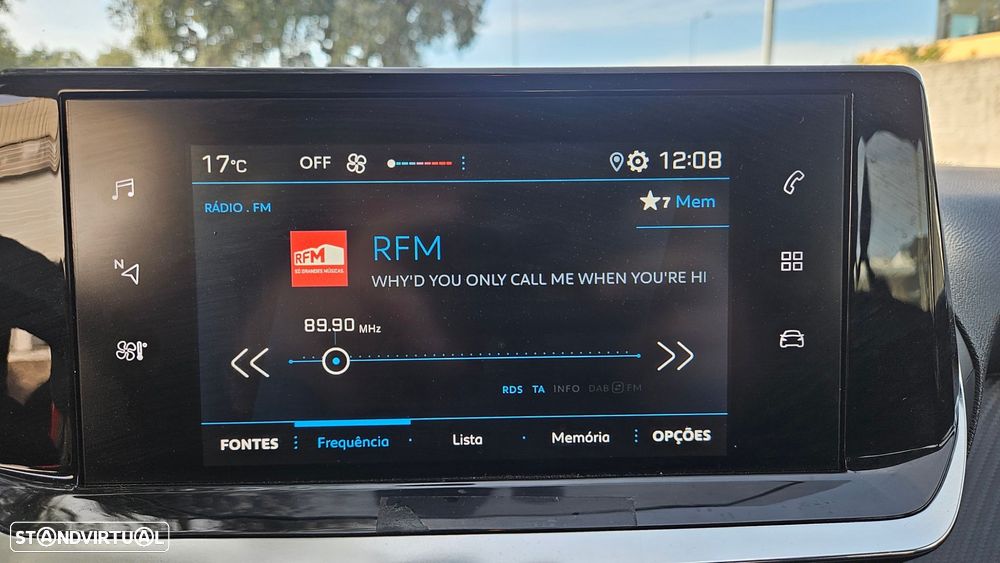 17°C OFF 12:08
RÁDIO . FM
7 Mem
RFM
SÓ GRANDES MÚSICAS
RFM
WHY'D YOU ONLY CALL ME WHEN YOU'RE HI
89.90 MHz
N
RDS TA INFO DAB FM
FONTES Frequência Lista Memória OPÇÕES
STANDVIRTUAL